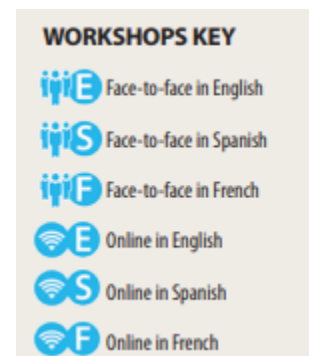 WORKSHOPS KEY
E Face-to-face in English
S Face-to-face in Spanish
F Face-to-face in French
E Online in English
S Online in Spanish
F Online in French